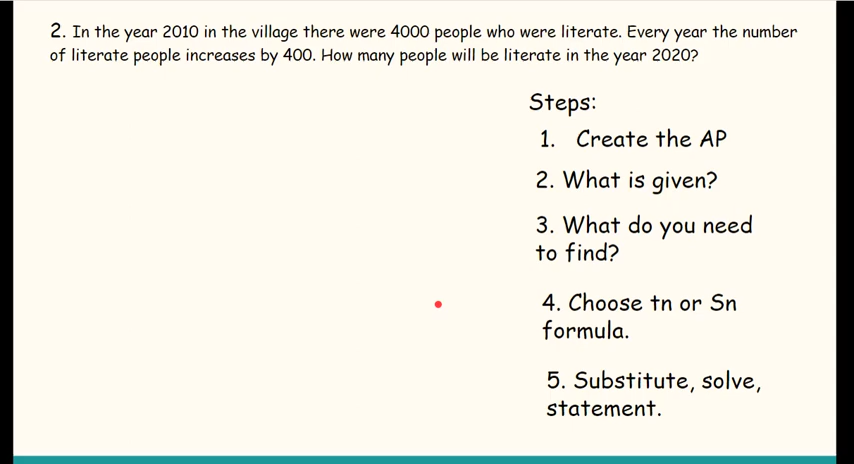 2. In the year 2010 in the village there were 4000 people who were literate. Every year the number
of literate people increases by 400. How many people will be literate in the year 2020?
Steps:
1. Create the AP
2. What is given?
3. What do you need
to find?
4. Choose tn or Sn
formula.
5. Substitute, solve,
statement.